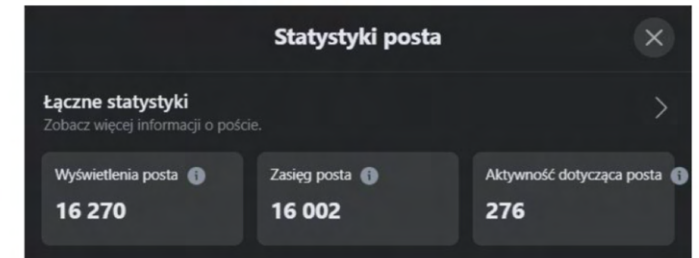 Statystyki posta
Łączne statystyki
Zobacz więcej informacji o poście.
Wyświetlenia posta
Zasięg posta
Aktywność dotycząca posta
16 270
16 002
276